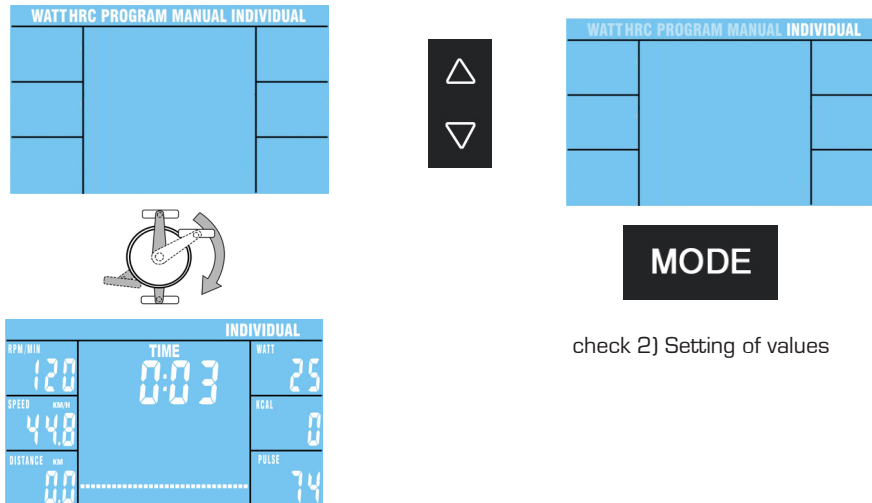 WATT HRC PROGRAM MANUAL INDIVIDUAL
WATT HRC PROGRAM MANUAL INDIVIDUAL
MODE
check 2) Setting of values
INDIVIDUAL
RPM/MIN
120
TIME
0:03
WATT
25
SPEED KM/H
44.8
KCAL
0
DISTANCE KM
0.0
PULSE
74